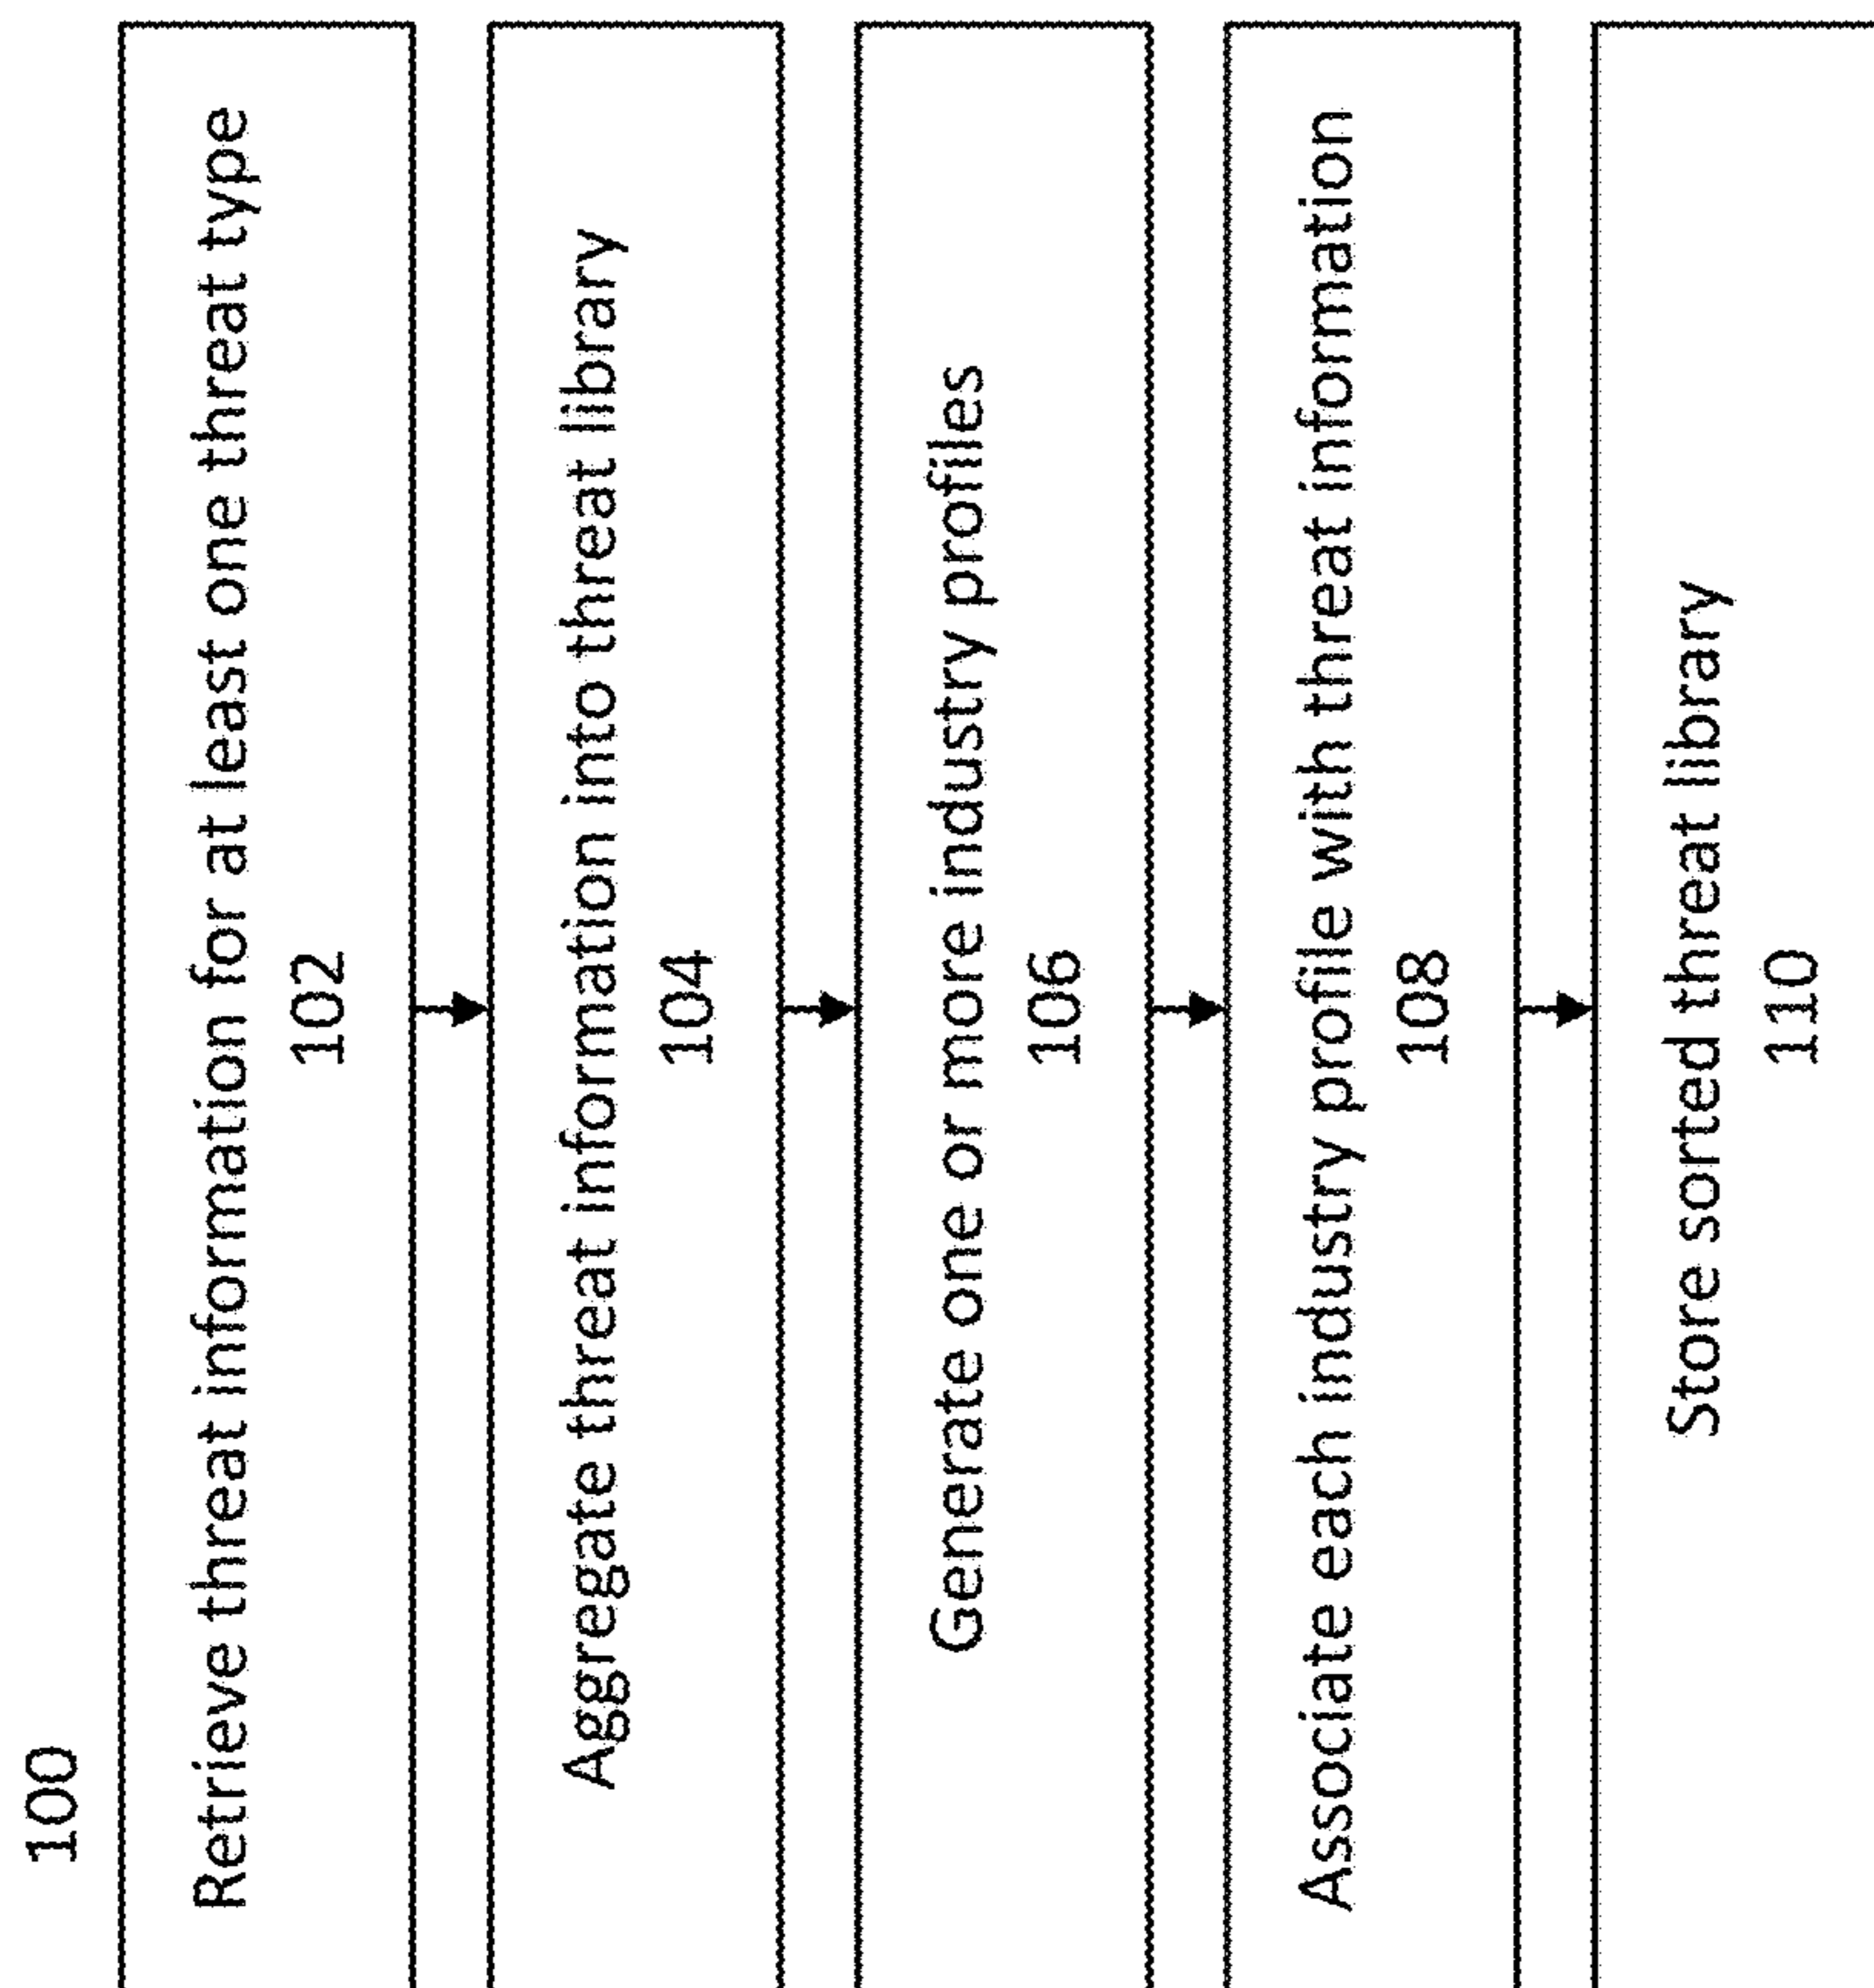 100
Retrieve threat information for at least one threat type
102
Aggregate threat information into threat library
104
Generate one or more industry profiles
106
Associate each industry profile with threat information
108
Store sorted threat library
110